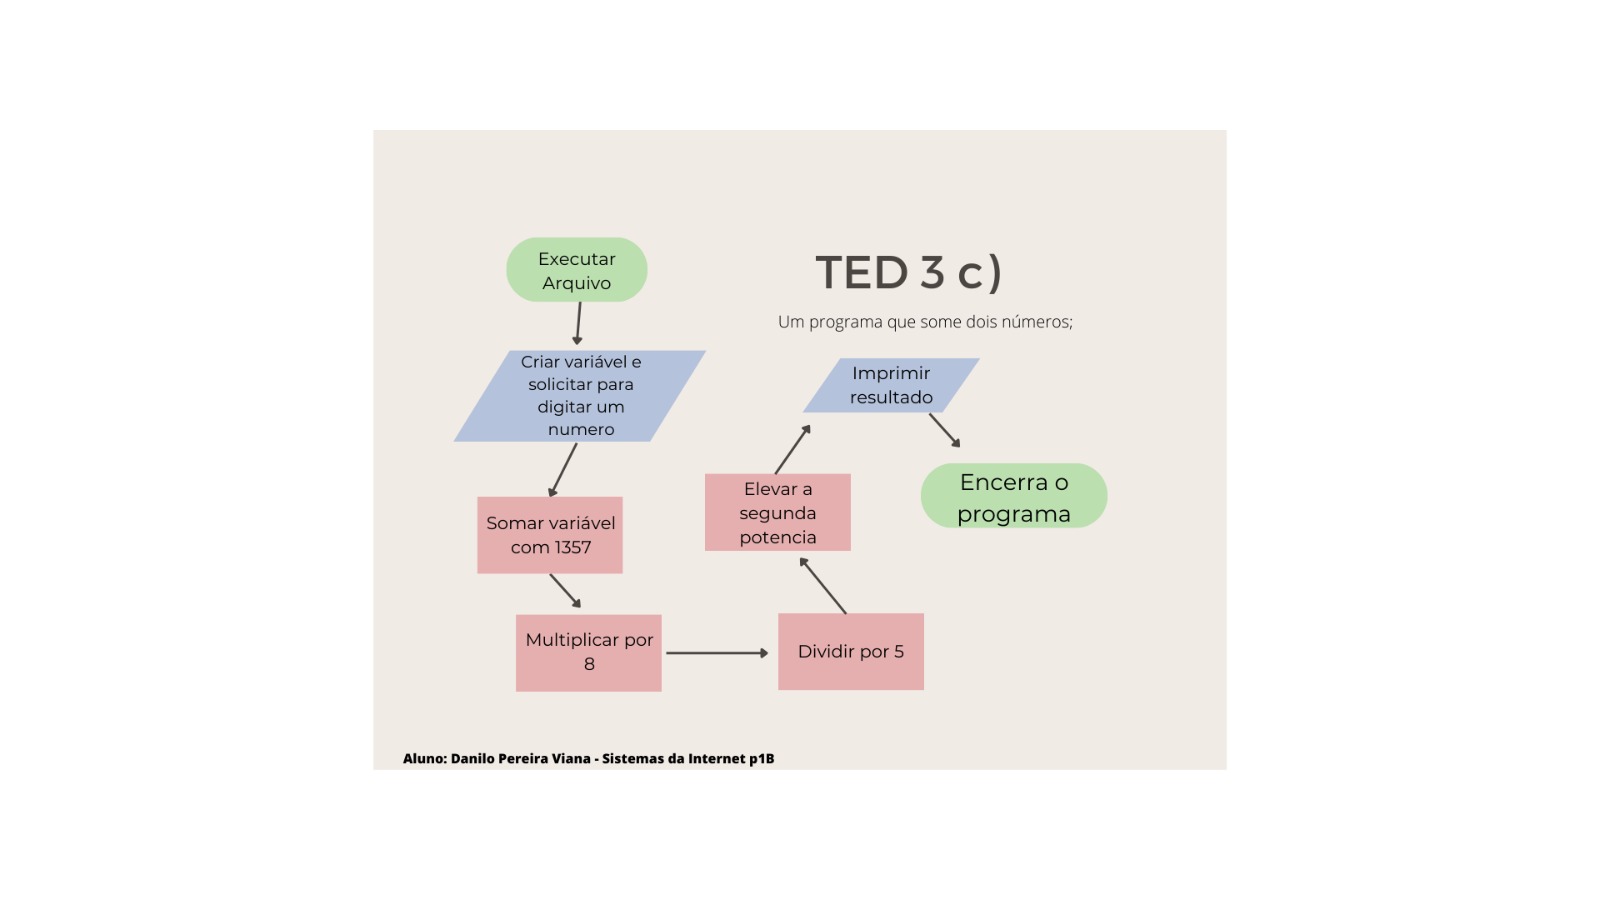 Executar
Arquivo
Criar variável e
solicitar para
digitar um
numero
Somar variável
com 1357
Multiplicar por
8
Dividir por 5
Elevar a
segunda
potencia
TED 3 c)
Um programa que some dois números;
Imprimir
resultado
Encerra o
programa
Aluno: Danilo Pereira Viana - Sistemas da Internet p1B